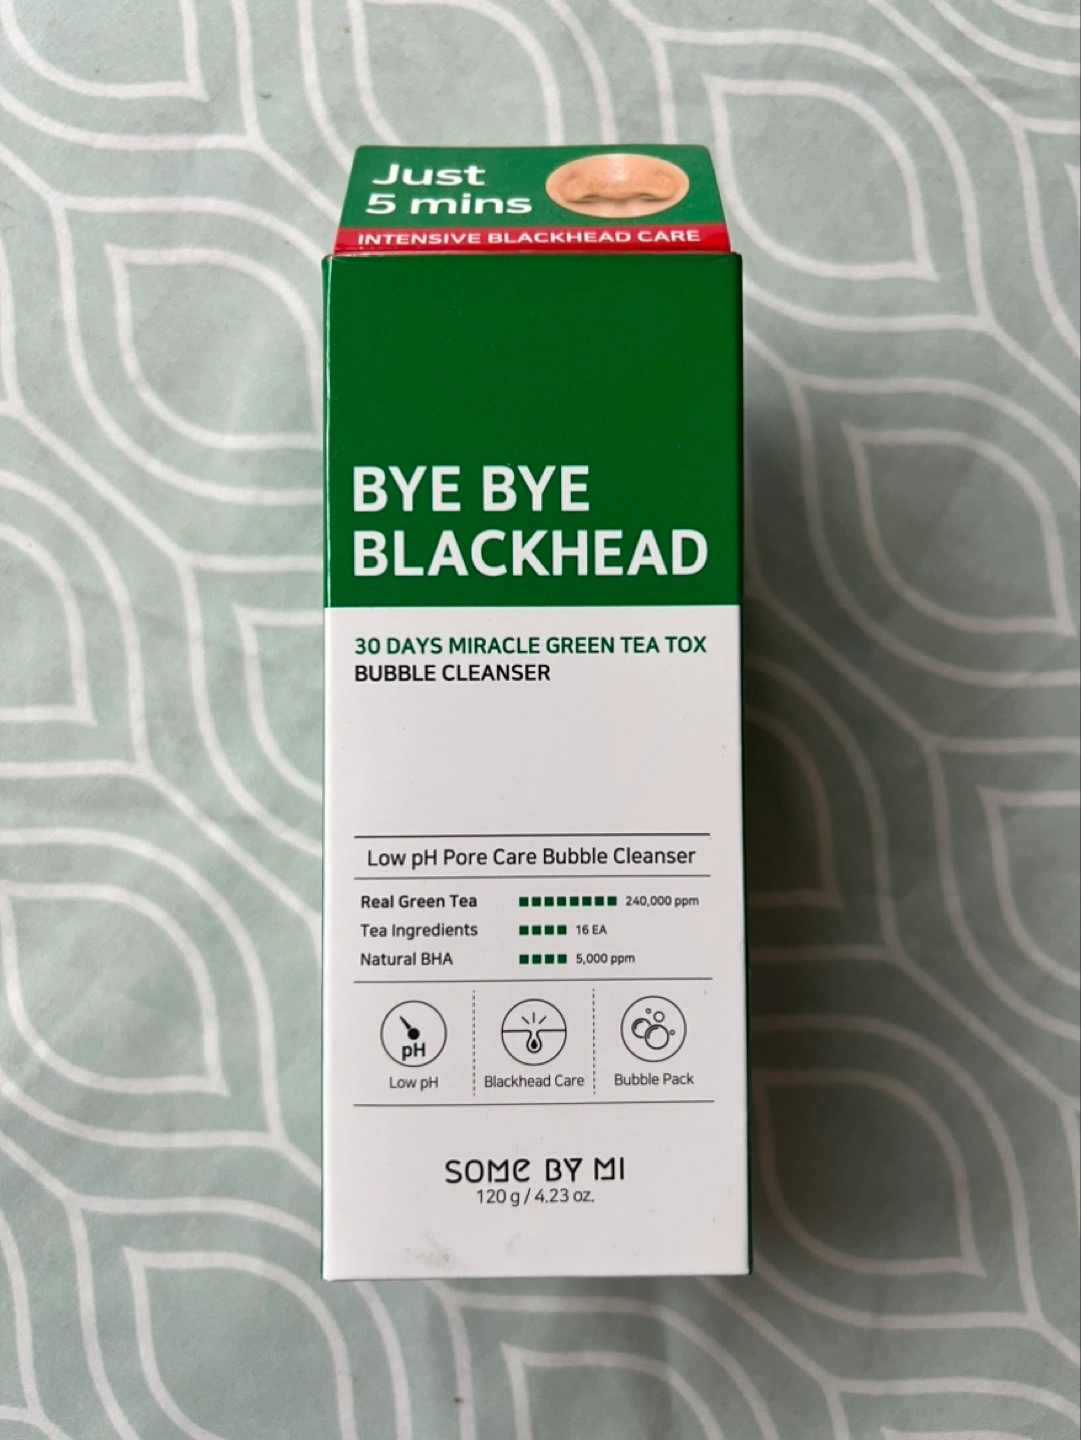 Just
5 mins
INTENSIVE BLACKHEAD CARE
BYE BYE
BLACKHEAD
30 DAYS MIRACLE GREEN TEA TOX
BUBBLE CLEANSER
Low pH Pore Care Bubble Cleanser
Real Green Tea 240,000 ppm
Tea Ingredients 16 EA
Natural BHA 5,000 ppm
pH
Low pH Blackhead Care Bubble Pack
SOME BY MI
120 g / 4.23 oz.